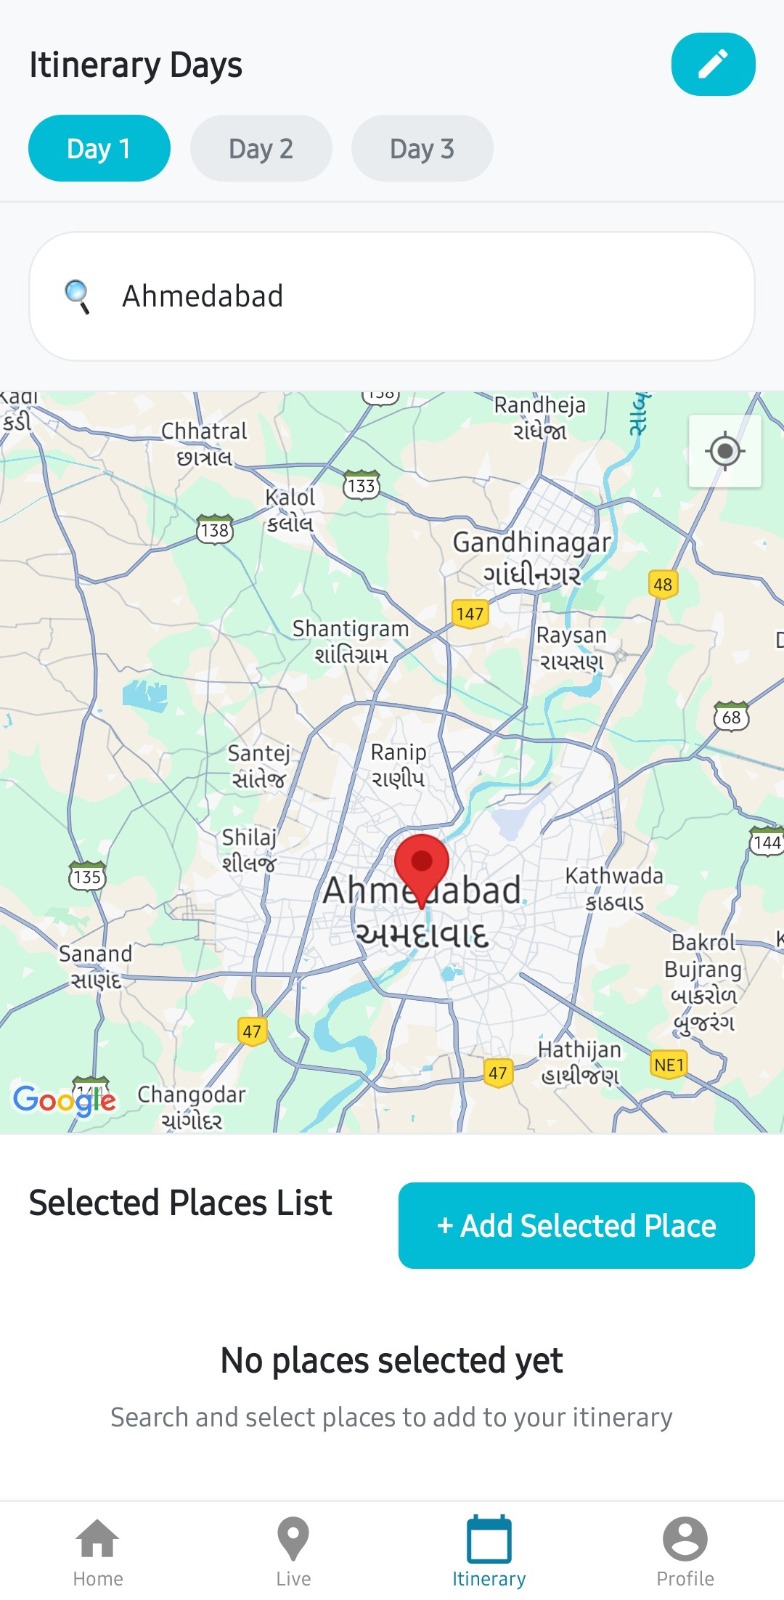 Itinerary Days
Day 1 Day 2 Day 3
Ahmedabad
138
Randheja
રાંધેજા
Chhatral
છાત્રાલ
કડી
133
Kalol
કલોલ
138
Gandhinagar
ગાંધીનગર
48
147
Shantigram
શાંતિગ્રામ
Raysan
રાયસણ
68
Santej
સાંતેજ
Ranip
રાણીપ
Shilaj
શીલજ
144
135
Ahmedabad
અમદાવાદ
Kathwada
કાઠવાડ
Sanand
સાણંદ
Bakrol
Bujrang
બાકરોળ
બુંજરંગ
47
Hathijan
હાથીજણ
NE1
47
Google
Changodar
ચાંગોદર
Selected Places List
+ Add Selected Place
No places selected yet
Search and select places to add to your itinerary
Home Live Itinerary Profile